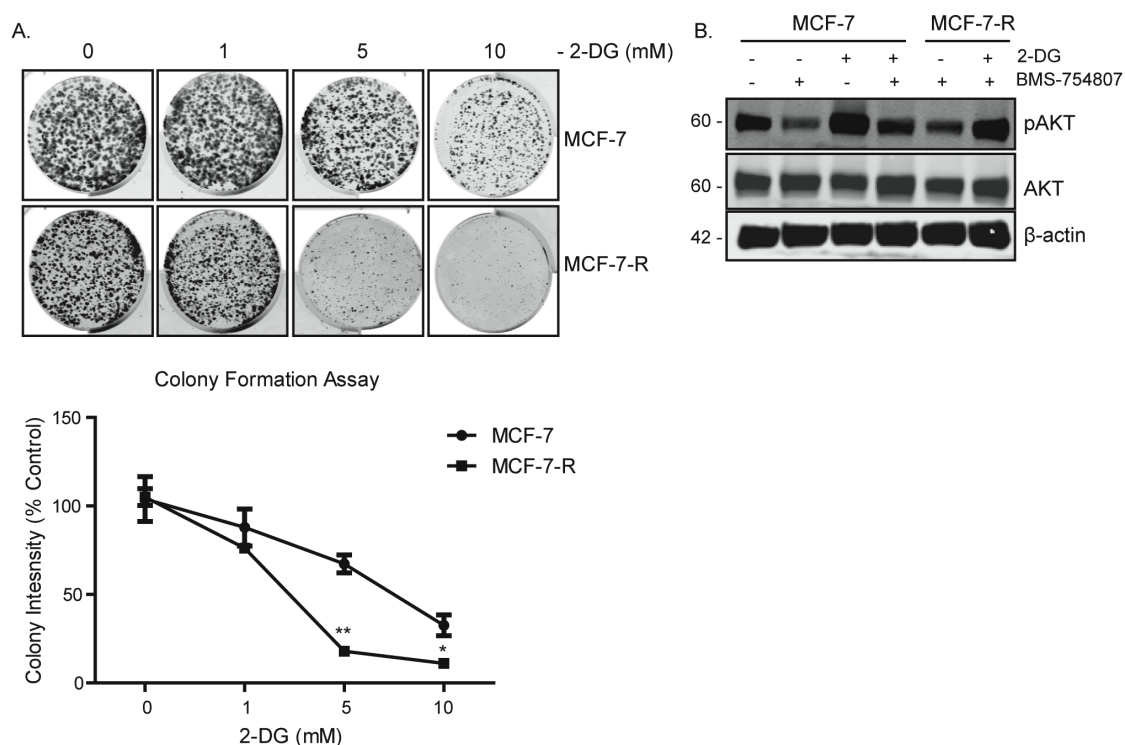 A.
0 1 5 10 - 2-DG (mM)
MCF-7
MCF-7-R
Colony Formation Assay
Colony Intesnsity (% Control)
150
100
50
0
MCF-7
MCF-7-R
**
*
0 1 5 10
2-DG (mM)
B.
MCF-7 MCF-7-R
- - + + - + 2-DG
- + - + + + BMS-754807
60 - pAKT
60 - AKT
42 - β-actin